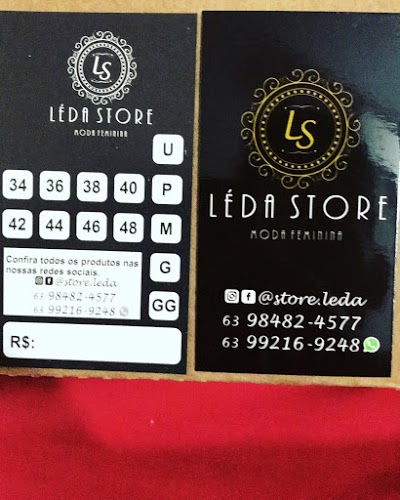 LS
LÉDA STORE
MODA FEMININA
U
34 36 38 40 P
42 44 46 48 M
Confira todos os produtos nas
nossas redes sociais.
@store.leda
63 98482-4577
63 99216-9248
G
GG
R$:
LS
LÉDA STORE
MODA FEMININA
@store.leda
63 98482-4577
63 99216-9248